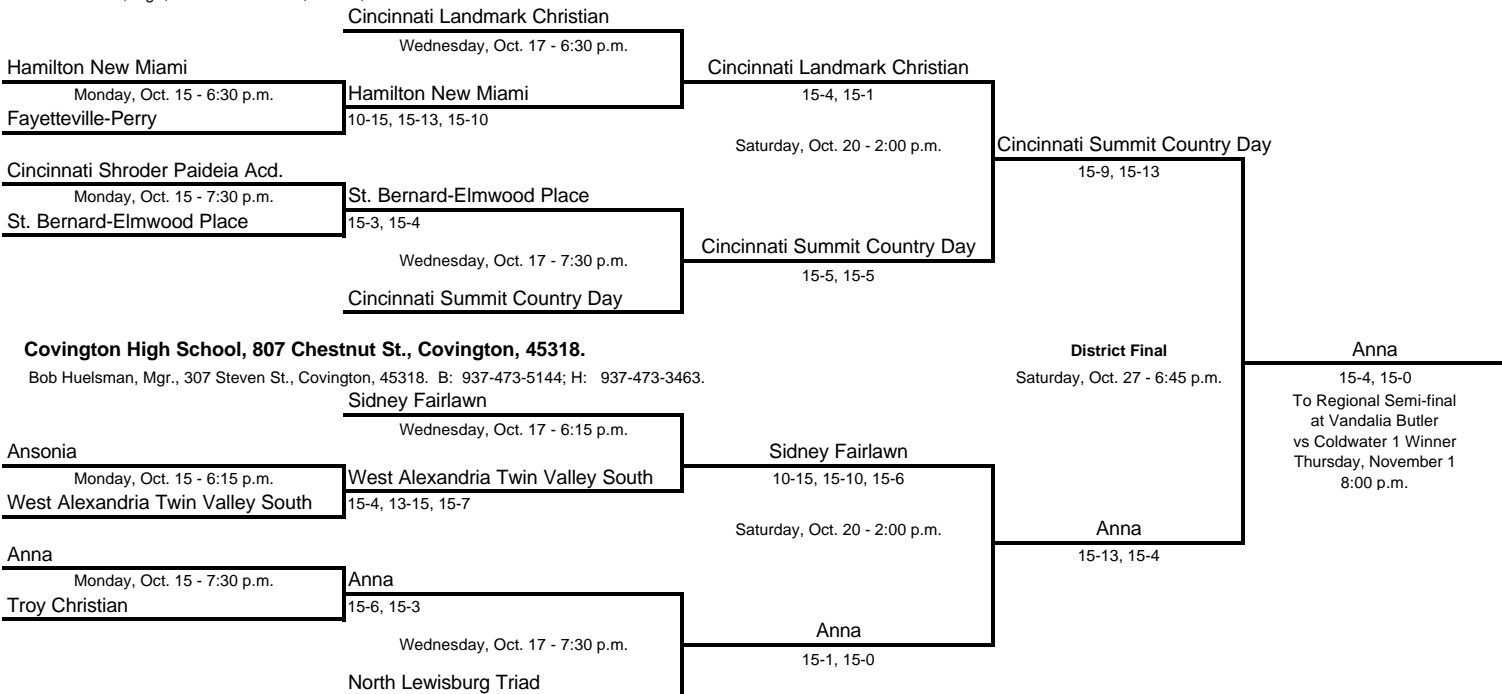 Cincinnati Landmark Christian
Wednesday, Oct. 17 - 6:30 p.m.
Hamilton New Miami
Cincinnati Landmark Christian
Monday, Oct. 15 - 6:30 p.m.
Hamilton New Miami
15-4, 15-1
Fayetteville-Perry
10-15, 15-13, 15-10
Saturday, Oct. 20 - 2:00 p.m.
Cincinnati Summit Country Day
Cincinnati Shroder Paideia Acd.
15-9, 15-13
Monday, Oct. 15 - 7:30 p.m.
St. Bernard-Elmwood Place
St. Bernard-Elmwood Place
15-3, 15-4
Cincinnati Summit Country Day
Wednesday, Oct. 17 - 7:30 p.m.
15-5, 15-5
Cincinnati Summit Country Day
Covington High School, 807 Chestnut St., Covington, 45318.
District Final
Anna
Bob Huelsman, Mgr., 307 Steven St., Covington, 45318. B: 937-473-5144; H: 937-473-3463.
Saturday, Oct. 27 - 6:45 p.m.
15-4, 15-0
Sidney Fairlawn
To Regional Semi-final
at Vandalia Butler
Wednesday, Oct. 17 - 6:15 p.m.
vs Coldwater 1 Winner
Ansonia
Sidney Fairlawn
Thursday, November 1
Monday, Oct. 15 - 6:15 p.m.
West Alexandria Twin Valley South
10-15, 15-10, 15-6
8:00 p.m.
West Alexandria Twin Valley South
15-4, 13-15, 15-7
Saturday, Oct. 20 - 2:00 p.m.
Anna
Anna
15-13, 15-4
Monday, Oct. 15 - 7:30 p.m.
Anna
Troy Christian
15-6, 15-3
Anna
Wednesday, Oct. 17 - 7:30 p.m.
15-1, 15-0
North Lewisburg Triad